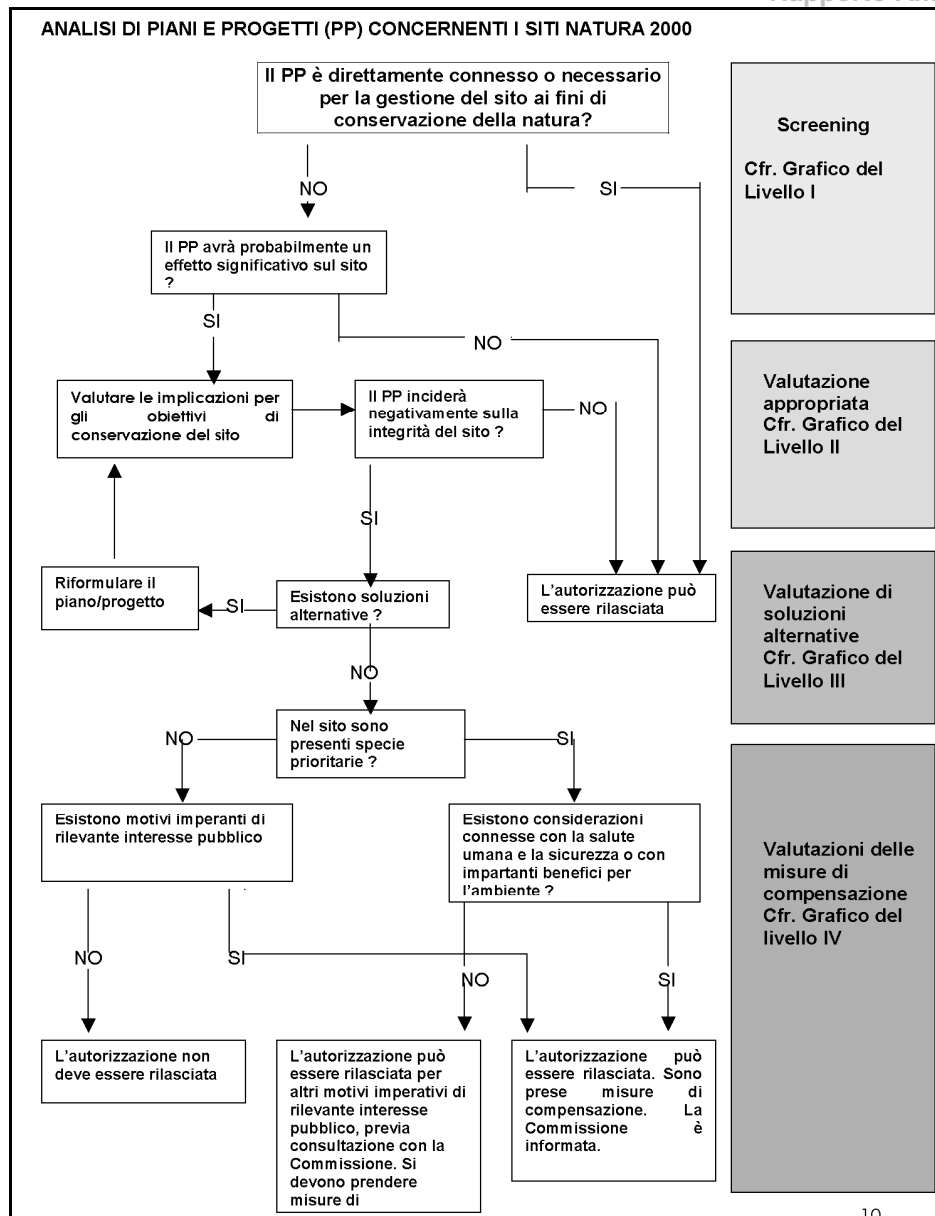 ANALISI DI PIANI E PROGETTI (PP) CONCERNENTI I SITI NATURA 2000
Il PP è direttamente connesso o necessario
per la gestione del sito ai fini di
conservazione della natura?
Screening
Cfr. Grafico del
Livello I
NO
SI
Il PP avrà probabilmente un
effetto significativo sul sito
?
SI
NO
Valutare le implicazioni per
gli obiettivi di
conservazione del sito
Il PP inciderà
negativamente sulla
integrità del sito ?
NO
Valutazione
appropriata
Cfr. Grafico del
Livello II
SI
Riformulare il
piano/progetto
SI
Esistono soluzioni
alternative ?
L'autorizzazione può
essere rilasciata
Valutazione di
soluzioni
alternative
Cfr. Grafico del
Livello III
NO
Nel sito sono
presenti specie
prioritarie ?
NO
SI
Esistono motivi imperanti di
rilevante interesse pubblico
Esistono considerazioni
connesse con la salute
umana e la sicurezza o con
impartanti benefici per
l'ambiente ?
Valutazioni delle
misure di
compensazione
Cfr. Grafico del
livello IV
NO
SI
NO
SI
L'autorizzazione non
deve essere rilasciata
L'autorizzazione può
essere rilasciata per
altri motivi imperativi di
rilevante interesse
pubblico, previa
consultazione con la
Commissione. Si
devono prendere
misure di
L'autorizzazione può
essere rilasciata. Sono
prese misure di
compensazione. La
Commissione è
informata.